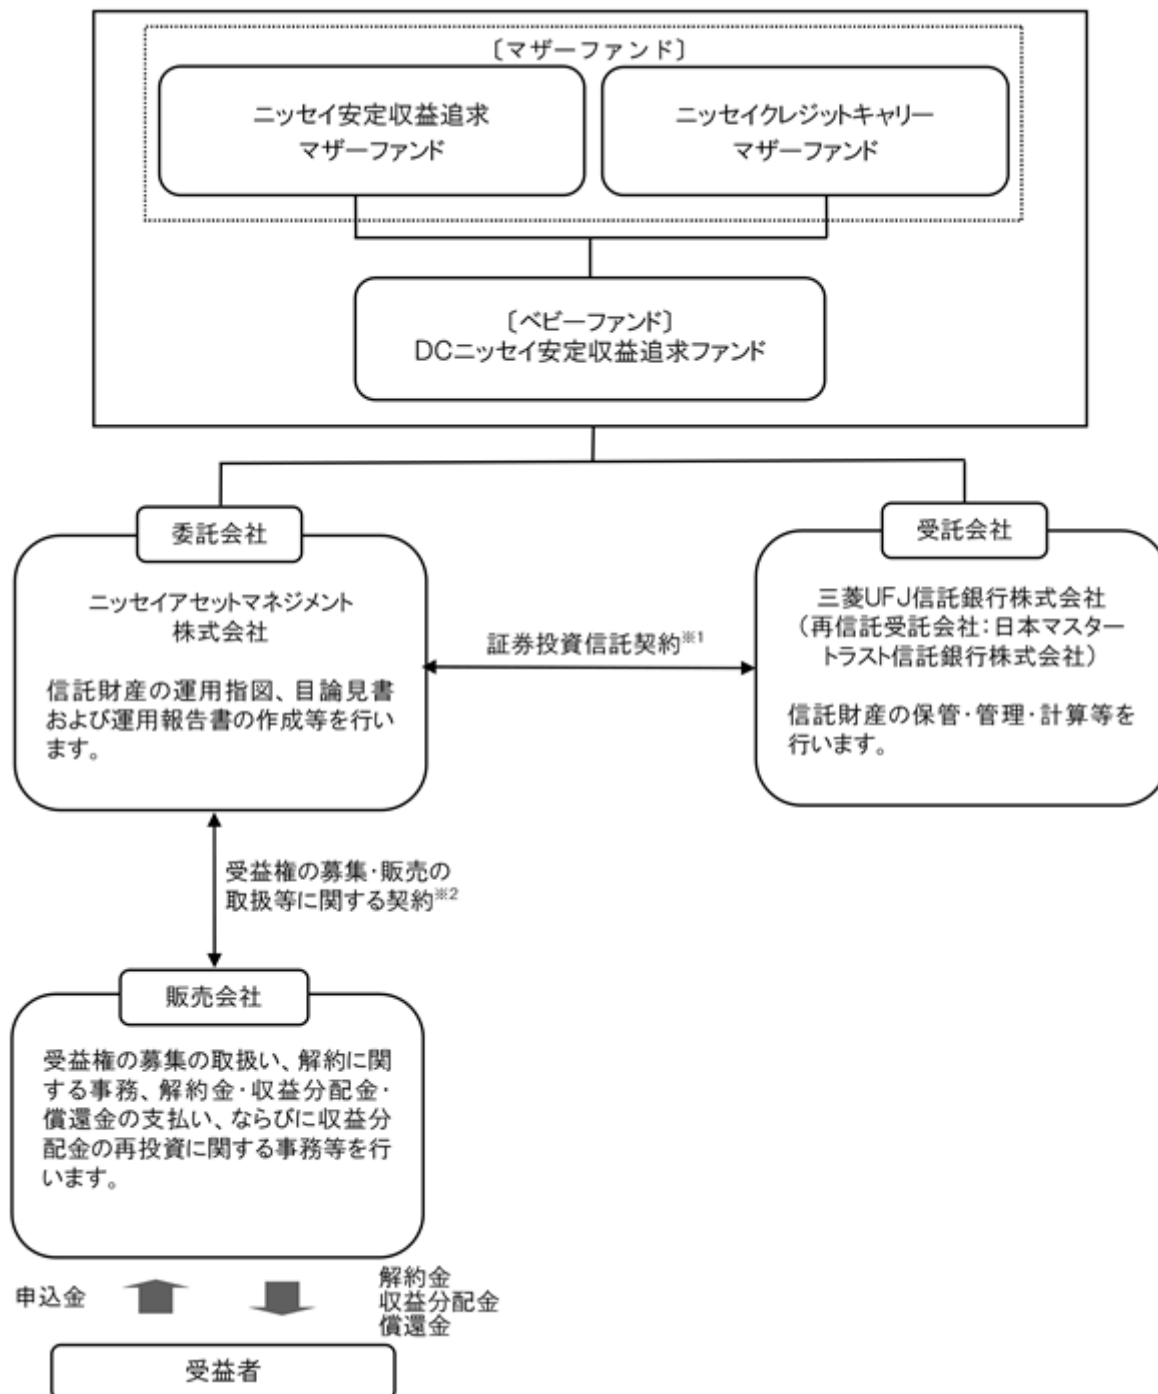 〔マザーファンド〕
ニッセイ安定収益追求
マザーファンド
ニッセイクレジットキャリー
マザーファンド
〔ベビーファンド〕
DCニッセイ安定収益追求ファンド
委託会社
ニッセイアセットマネジメント
株式会社
信託財産の運用指図、目論見書
および運用報告書の作成等を行い
ます。
証券投資信託契約※1
受託会社
三菱UFJ信託銀行株式会社
（再信託受託会社：日本マスター
トラスト信託銀行株式会社）
信託財産の保管・管理・計算等を
行います。
受益権の募集・販売の
取扱等に関する契約※2
販売会社
受益権の募集の取扱い、解約に関
する事務、解約金・収益分配金・
償還金の支払い、ならびに収益分
配金の再投資に関する事務等を行
います。
申込金
解約金
収益分配金
償還金
受益者